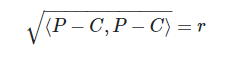 √⟨P − C, P − C⟩ = r